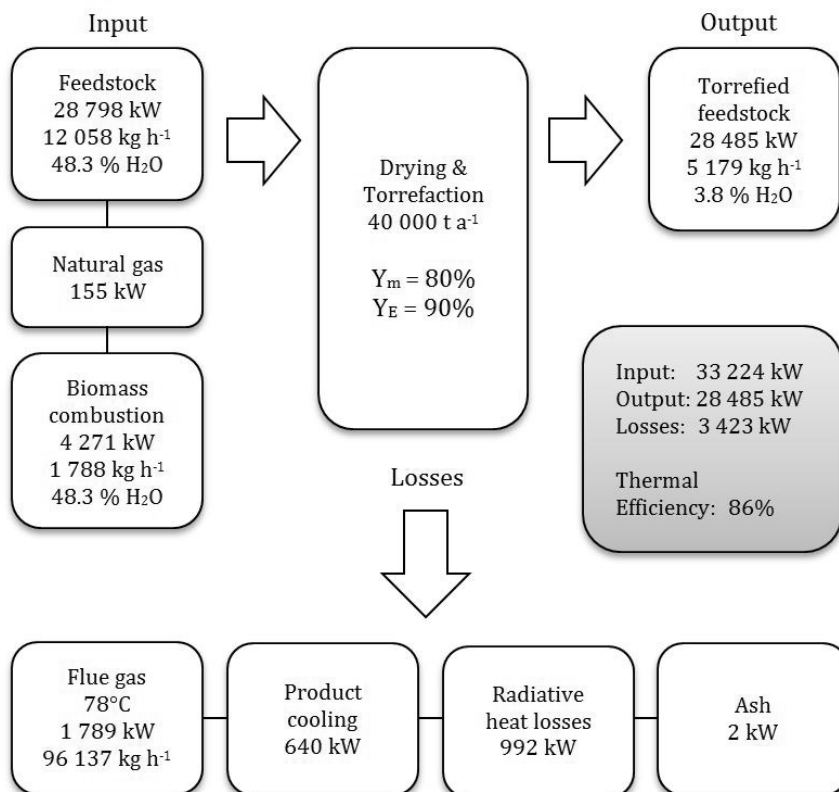 Input
Feedstock
28 798 kW
12 058 kg h⁻¹
48.3 % H₂O
Natural gas
155 kW
Biomass
combustion
4 271 kW
1 788 kg h⁻¹
48.3 % H₂O
Drying &
Torrefaction
40 000 t a⁻¹
Yₘ = 80%
Y_E = 90%
Output
Torrefied
feedstock
28 485 kW
5 179 kg h⁻¹
3.8 % H₂O
Input: 33 224 kW
Output: 28 485 kW
Losses: 3 423 kW
Thermal
Efficiency: 86%
Losses
Flue gas
78°C
1 789 kW
96 137 kg h⁻¹
Product
cooling
640 kW
Radiative
heat losses
992 kW
Ash
2 kW